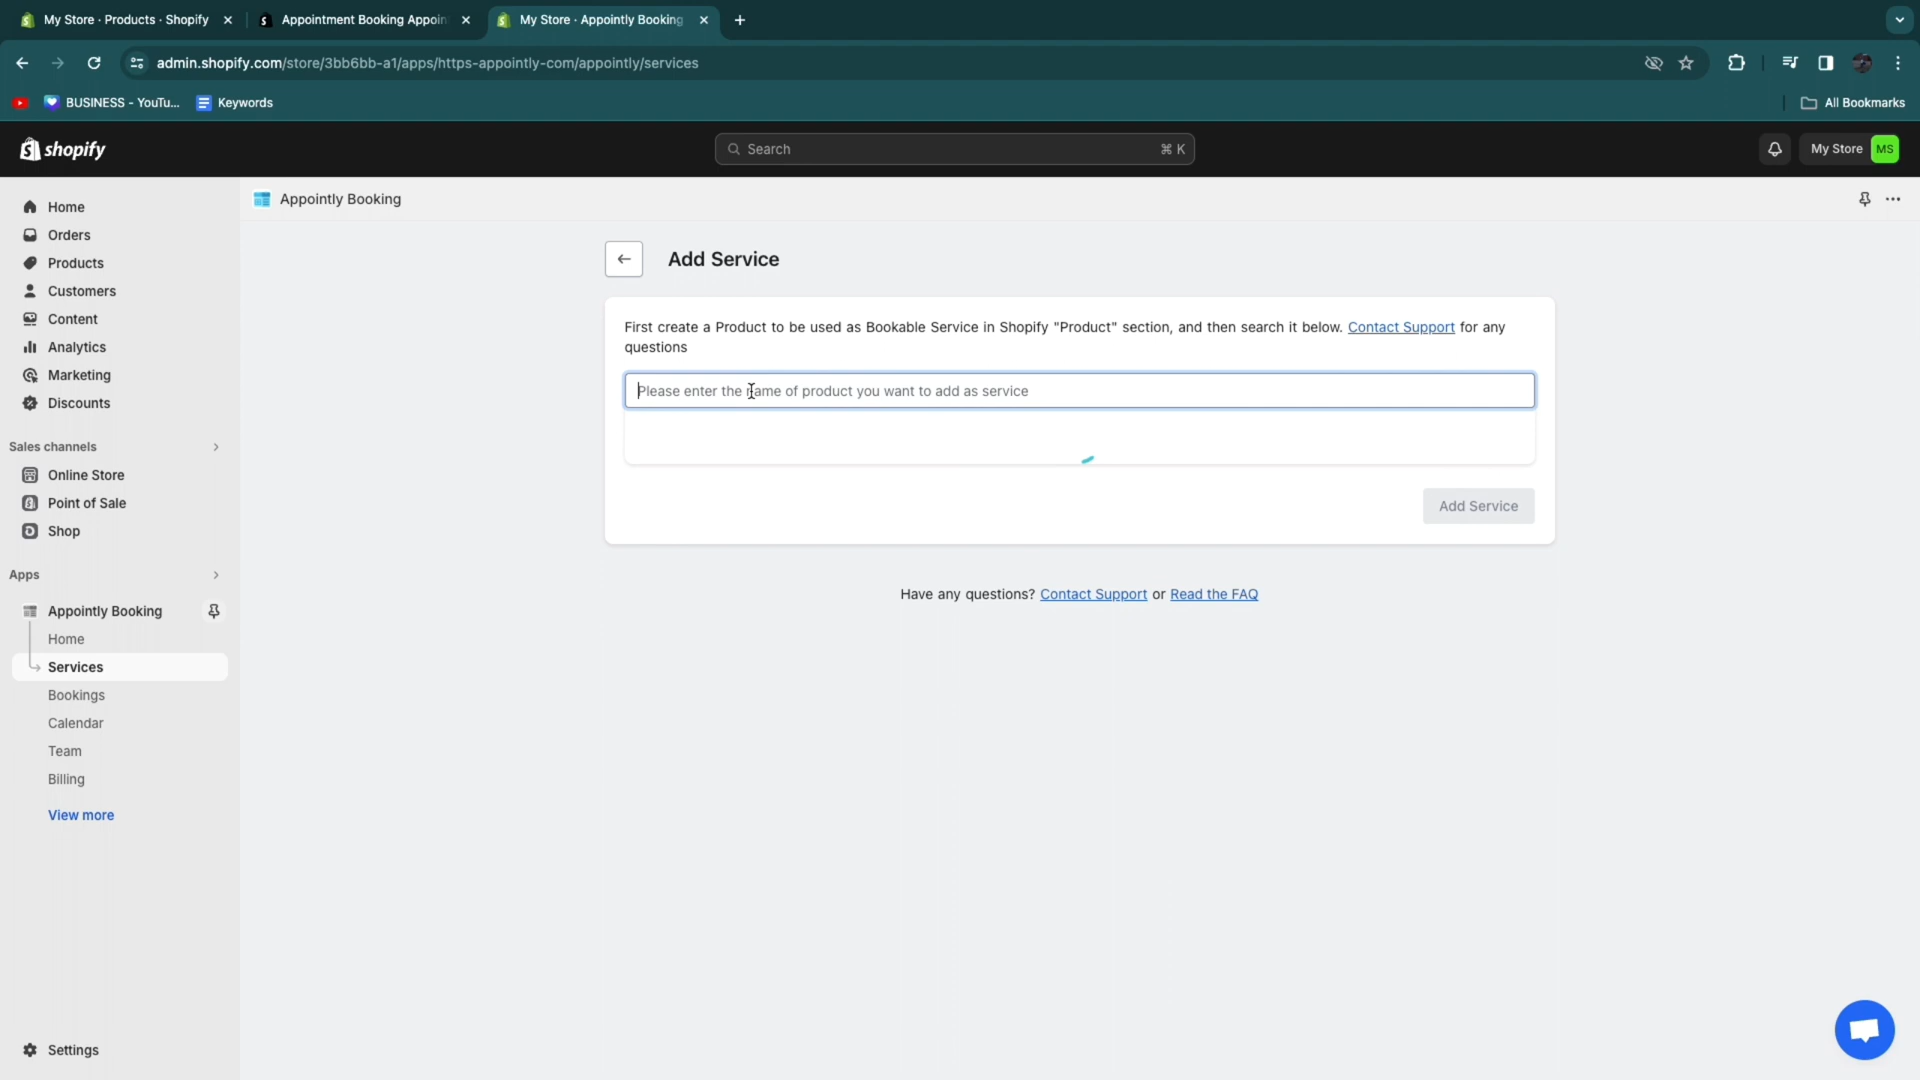 My Store · Products · Shopify
Appointment Booking Appoin
My Store · Appointly Booking
admin.shopify.com/store/3bb6bb-a1/apps/https-appointly-com/appointly/services
BUSINESS - YouTu...
Keywords
All Bookmarks
shopify
Search
⌘ K
My Store
MS
Home
Orders
Products
Customers
Content
Analytics
Marketing
Discounts
Sales channels
Online Store
Point of Sale
Shop
Apps
Appointly Booking
Home
Services
Bookings
Calendar
Team
Billing
View more
Settings
Appointly Booking
Add Service
First create a Product to be used as Bookable Service in Shopify "Product" section, and then search it below. Contact Support for any
questions
Please enter the name of product you want to add as service
Add Service
Have any questions? Contact Support or Read the FAQ